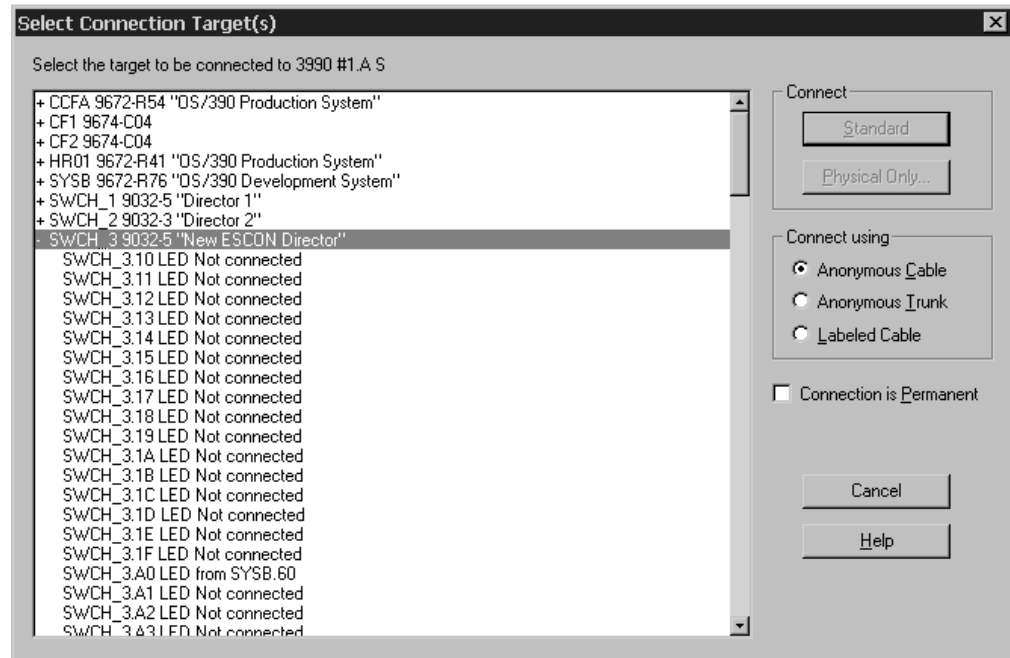 Select Connection Target(s)
Select the target to be connected to 3990 #1.A S
+ CCFA 9672-R54 "OS/390 Production System"
+ CF1 9674-C04
+ CF2 9674-C04
+ HR01 9672-R41 "OS/390 Production System"
+ SYSB 9672-R76 "OS/390 Development System"
+ SWCH_1 9032-5 "Director 1"
+ SWCH_2 9032-3 "Director 2"
- SWCH_3 9032-5 "New ESCON Director"
SWCH_3.10 LED Not connected
SWCH_3.11 LED Not connected
SWCH_3.12 LED Not connected
SWCH_3.13 LED Not connected
SWCH_3.14 LED Not connected
SWCH_3.15 LED Not connected
SWCH_3.16 LED Not connected
SWCH_3.17 LED Not connected
SWCH_3.18 LED Not connected
SWCH_3.19 LED Not connected
SWCH_3.1A LED Not connected
SWCH_3.1B LED Not connected
SWCH_3.1C LED Not connected
SWCH_3.1D LED Not connected
SWCH_3.1E LED Not connected
SWCH_3.1F LED Not connected
SWCH_3.A0 LED from SYSB.60
SWCH_3.A1 LED Not connected
SWCH_3.A2 LED Not connected
SWCH_3.A3 LED Not connected
Connect
Standard
Physical Only...
Connect using
Anonymous Cable
Anonymous Trunk
Labeled Cable
Connection is Permanent
Cancel
Help